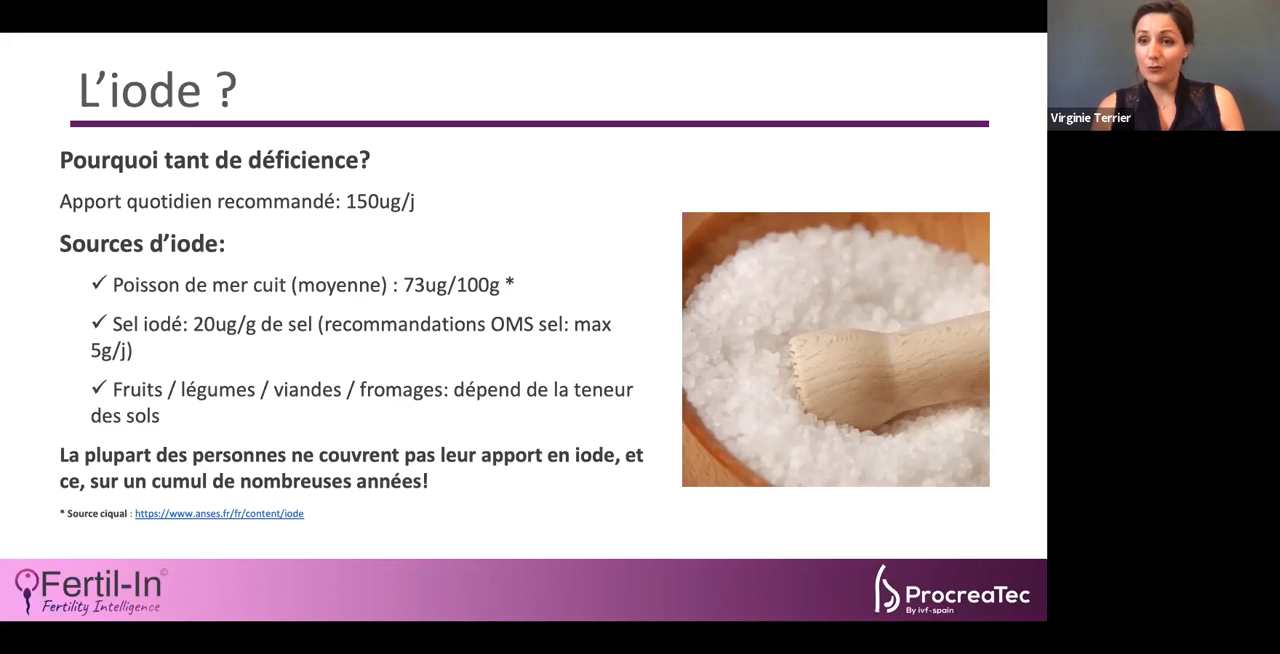 L'iode ?
Virginie Terrier
Pourquoi tant de déficience?
Apport quotidien recommandé: 150ug/j
Sources d'iode:
✓ Poisson de mer cuit (moyenne) : 73ug/100g *
✓ Sel iodé: 20ug/g de sel (recommandations OMS sel: max
5g/j)
✓ Fruits / légumes / viandes / fromages: dépend de la teneur
des sols
La plupart des personnes ne couvrent pas leur apport en iode, et
ce, sur un cumul de nombreuses années!
* Source ciqual : https://www.anses.fr/fr/content/iode
Fertil-In©
Fertility Intelligence
ProcreaTec
By ivf-spain